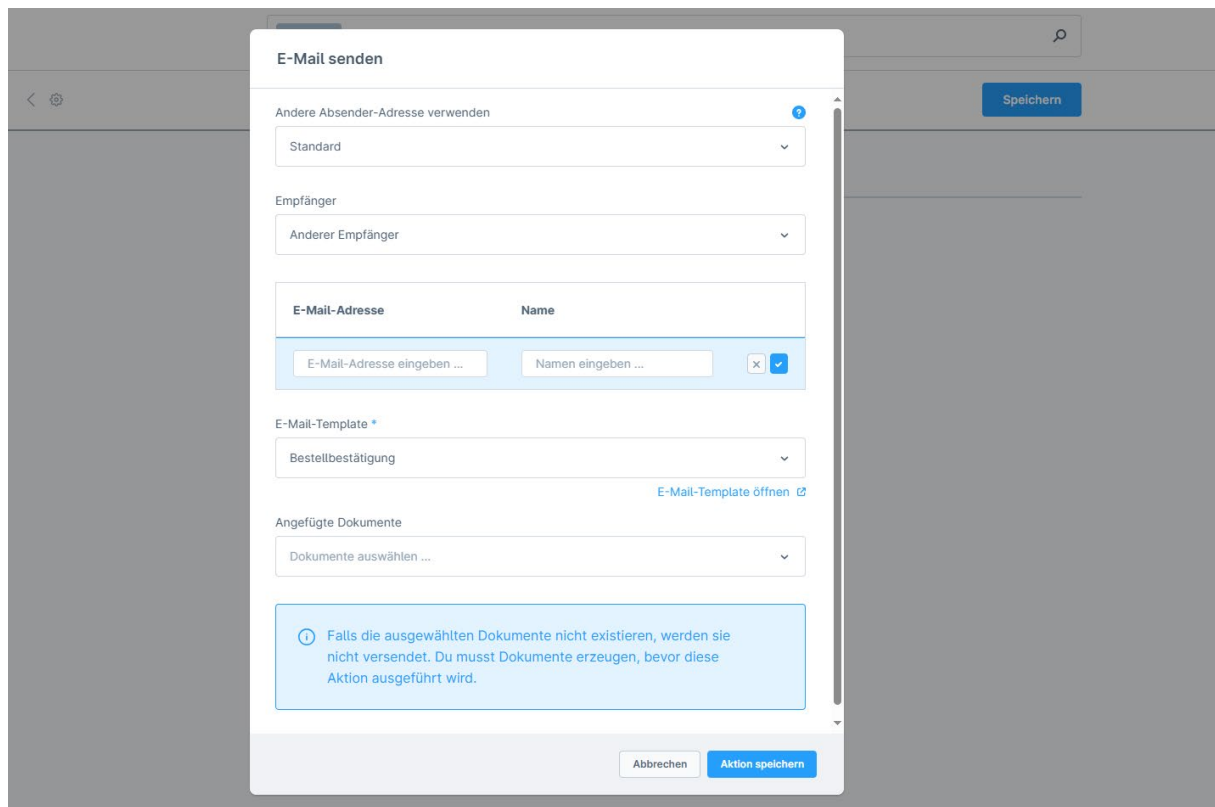 E-Mail senden
Speichern
Andere Absender-Adresse verwenden
Standard
Empfänger
Anderer Empfänger
E-Mail-Adresse Name
E-Mail-Adresse eingeben ... Namen eingeben ...
E-Mail-Template *
Bestellbestätigung
E-Mail-Template öffnen
Angefügte Dokumente
Dokumente auswählen ...
Falls die ausgewählten Dokumente nicht existieren, werden sie
nicht versendet. Du musst Dokumente erzeugen, bevor diese
Aktion ausgeführt wird.
Abbrechen Aktion speichern